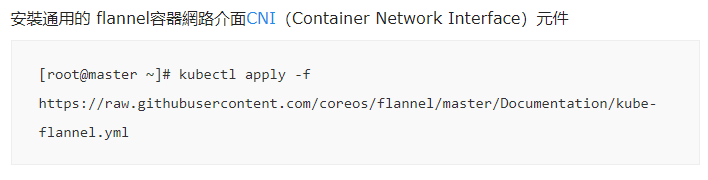 安裝通用的 flannel容器網路介面CNI（Container Network Interface）元件
[root@master ~]# kubectl apply -f
https://raw.githubusercontent.com/coreos/flannel/master/Documentation/kube-
flannel.yml